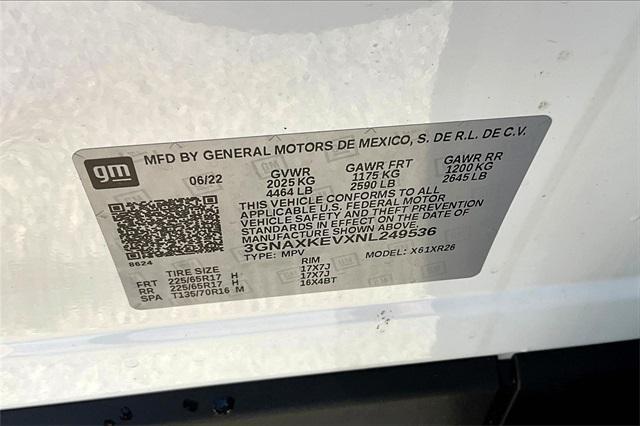 gm
MFD BY GENERAL MOTORS DE MEXICO, S. DE R.L. DE C.V.
06/22 GVWR GAWR FRT GAWR RR
2025 KG 1175 KG 1200 KG
4464 LB 2590 LB 2645 LB
THIS VEHICLE CONFORMS TO ALL
APPLICABLE U.S. FEDERAL MOTOR
VEHICLE SAFETY AND THEFT PREVENTION
STANDARDS IN EFFECT ON THE DATE OF
3GNAXKEVXNL249536
8624
TYPE: MPV MODEL: X61XR26
TIRE SIZE RIM
FRT 225/65R17 H 17X7J
RR 225/65R17 H 17X7J
SPA T135/70R16 M 16X4BT